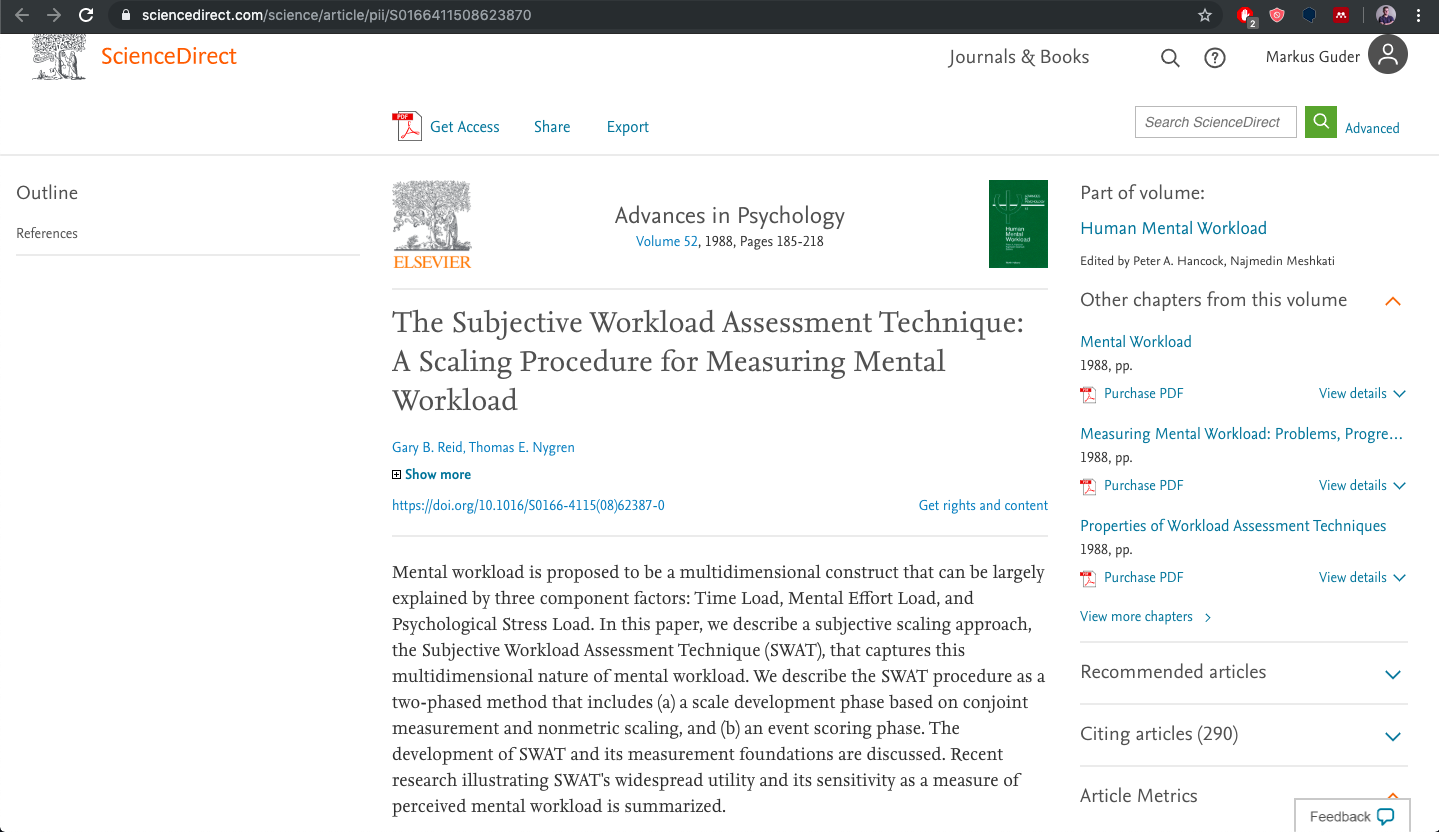 sciencedirect.com/science/article/pii/S0166411508623870
2
ScienceDirect
Journals & Books
Markus Guder
PDF
Get Access
Share
Export
Search ScienceDirect
Advanced
Outline
References
ELSEVIER
Advances in Psychology
Volume 52, 1988, Pages 185-218
Human
Mental
Workload
The Subjective Workload Assessment Technique:
A Scaling Procedure for Measuring Mental
Workload
Gary B. Reid, Thomas E. Nygren
Show more
https://doi.org/10.1016/S0166-4115(08)62387-0
Get rights and content
Mental workload is proposed to be a multidimensional construct that can be largely
explained by three component factors: Time Load, Mental Effort Load, and
Psychological Stress Load. In this paper, we describe a subjective scaling approach,
the Subjective Workload Assessment Technique (SWAT), that captures this
multidimensional nature of mental workload. We describe the SWAT procedure as a
two-phased method that includes (a) a scale development phase based on conjoint
measurement and nonmetric scaling, and (b) an event scoring phase. The
development of SWAT and its measurement foundations are discussed. Recent
research illustrating SWAT's widespread utility and its sensitivity as a measure of
perceived mental workload is summarized.
Part of volume:
Human Mental Workload
Edited by Peter A. Hancock, Najmedin Meshkati
Other chapters from this volume
Mental Workload
1988, pp.
Purchase PDF
View details
Measuring Mental Workload: Problems, Progre…
1988, pp.
Purchase PDF
View details
Properties of Workload Assessment Techniques
1988, pp.
Purchase PDF
View details
View more chapters
Recommended articles
Citing articles (290)
Article Metrics
Feedback